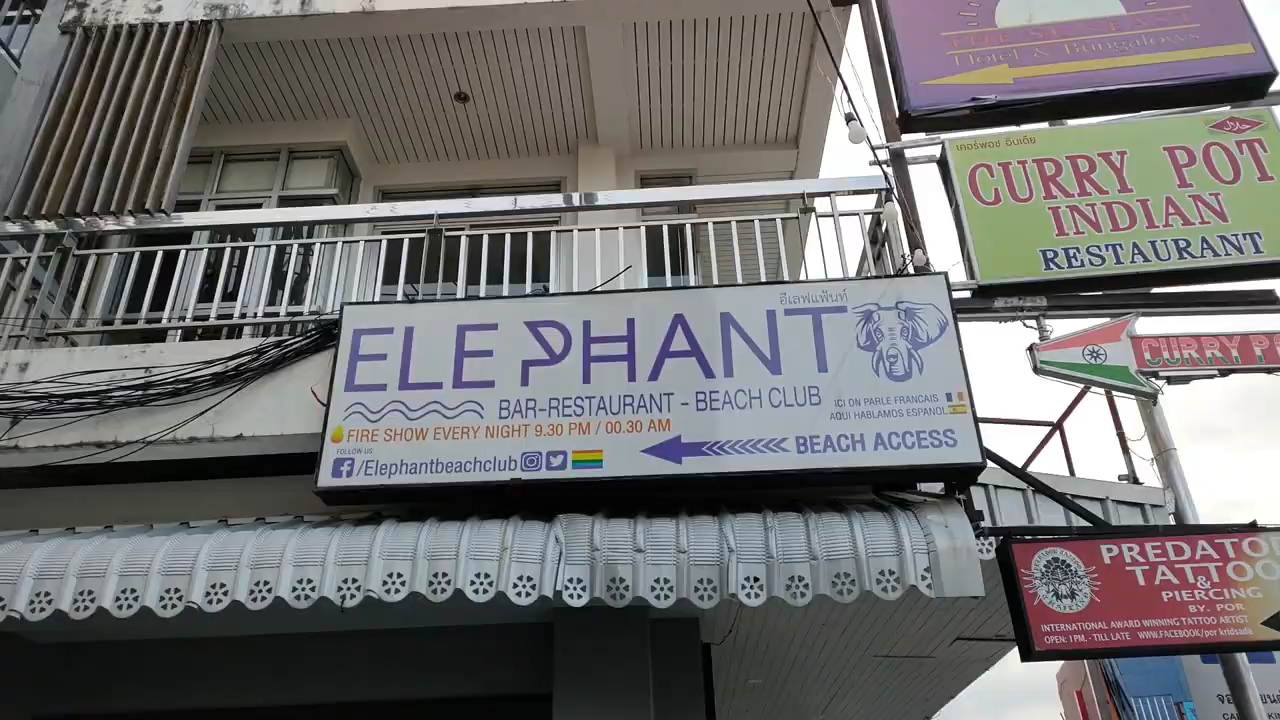 Hotel & Bungalows
เคอร์พอช อินเดีย
حلال
CURRY POT
INDIAN
RESTAURANT
อีเลฟแฟ้นท์
ELEPHANT
BAR-RESTAURANT - BEACH CLUB
ICI ON PARLE FRANCAIS
AQUI HABLAMOS ESPANOL
FIRE SHOW EVERY NIGHT 9.30 PM / 00.30 AM
BEACH ACCESS
FOLLOW US
/Elephantbeachclub
CURRY P
PREDATO
TATTOO
&
PIERCING
BY. POR
INTERNATIONAL AWARD WINNING TATTOO ARTIST
OPEN: 1 PM. - TILL LATE WWW.FACEBOOK/por kridsada